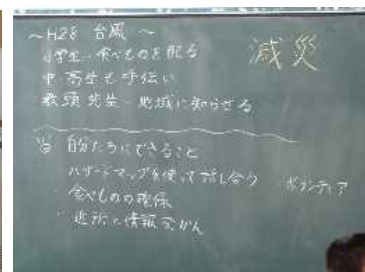 ～H28 台風～
減災
小学生・食べものを配る
中高生も手伝い
教頭先生・地域に知らせる
自分たちにできること
ハザードマップを使って話し合う
ボランティア
・食べものの確保
・近所と情報交かん